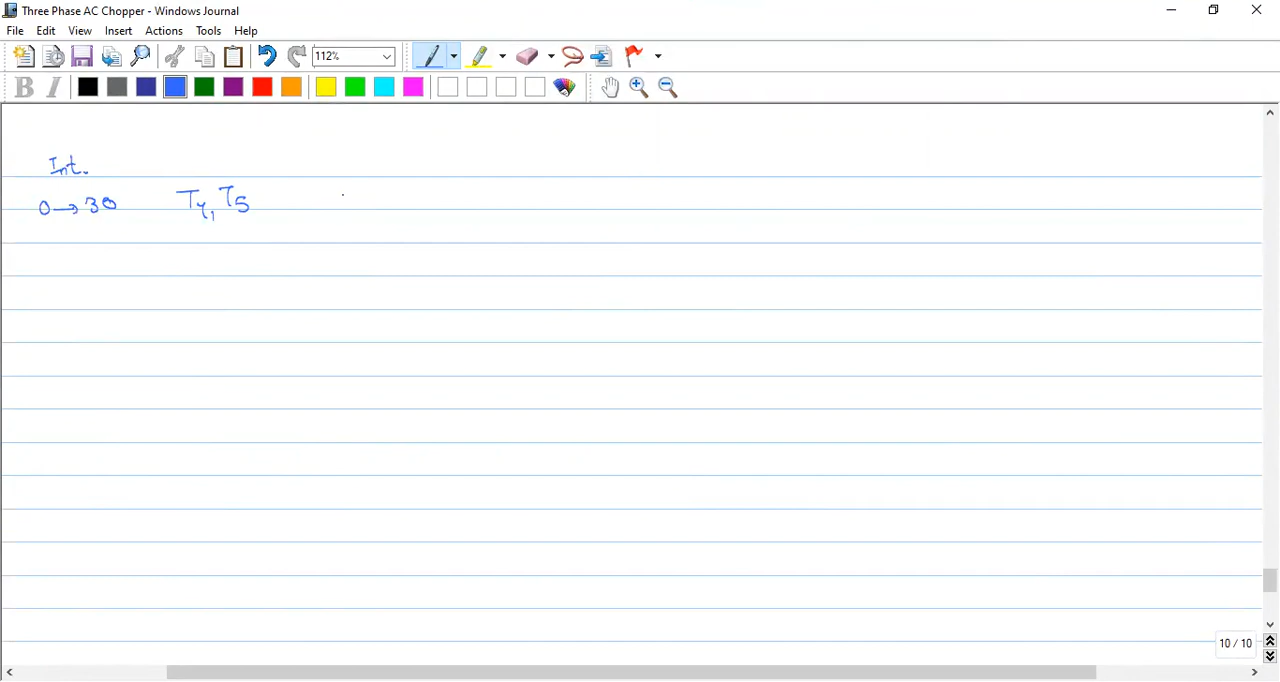 Three Phase AC Chopper - Windows Journal
File Edit View Insert Actions Tools Help
112%
B I
Int.
0 → 30 T4, T5
10 / 10